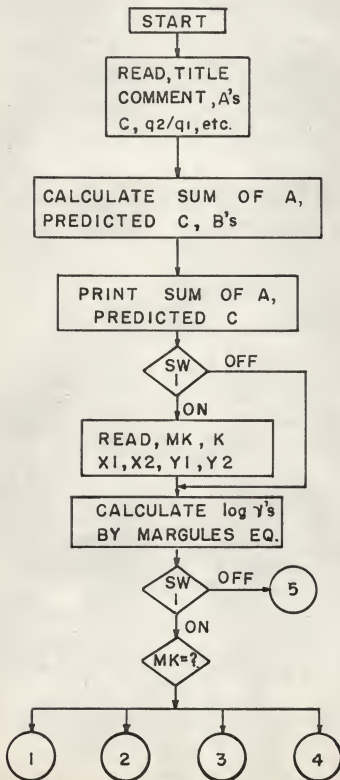 START
READ, TITLE
COMMENT, A's
C, q2/q1, etc.
CALCULATE SUM OF A,
PREDICTED C, B's
PRINT SUM OF A,
PREDICTED C
SW
1
OFF
ON
READ, MK, K
X1, X2, Y1, Y2
CALCULATE log γ's
BY MARGULES EQ.
SW
1
OFF
5
ON
MK=?
1
2
3
4